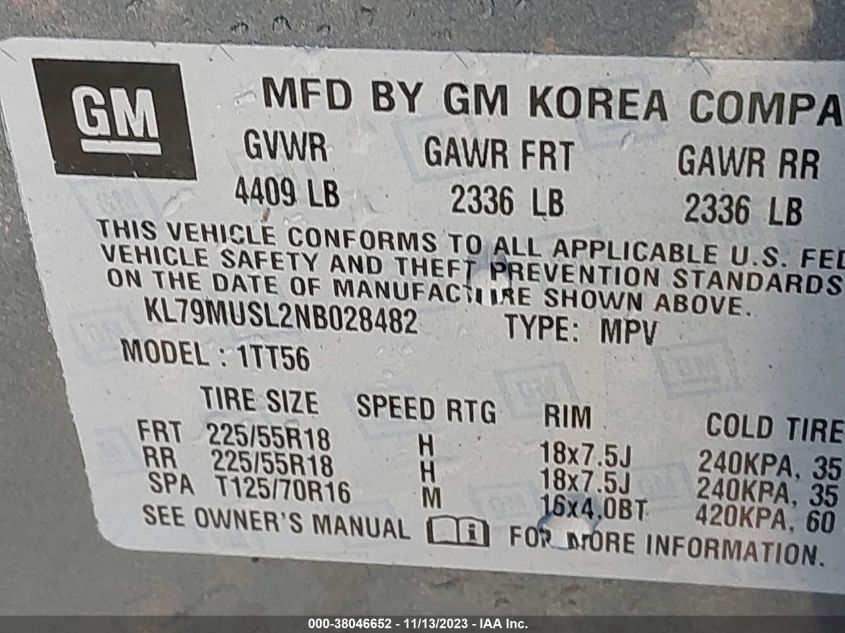 GM
MFD BY GM KOREA COMPA
GVWR GAWR FRT GAWR RR
4409 LB 2336 LB 2336 LB
THIS VEHICLE CONFORMS TO ALL APPLICABLE U.S. FED
VEHICLE SAFETY AND THEFT PREVENTION STANDARDS
ON THE DATE OF MANUFACTURE SHOWN ABOVE.
KL79MUSL2NB028482 TYPE: MPV
MODEL : 1TT56
TIRE SIZE SPEED RTG RIM COLD TIRE
FRT 225/55R18 H 18x7.5J 240KPA, 35
RR 225/55R18 H 18x7.5J 240KPA, 35
SPA T125/70R16 M 16x4.0BT 420KPA, 60
SEE OWNER'S MANUAL i FOR MORE INFORMATION.
000-38046652 - 11/13/2023 - IAA Inc.